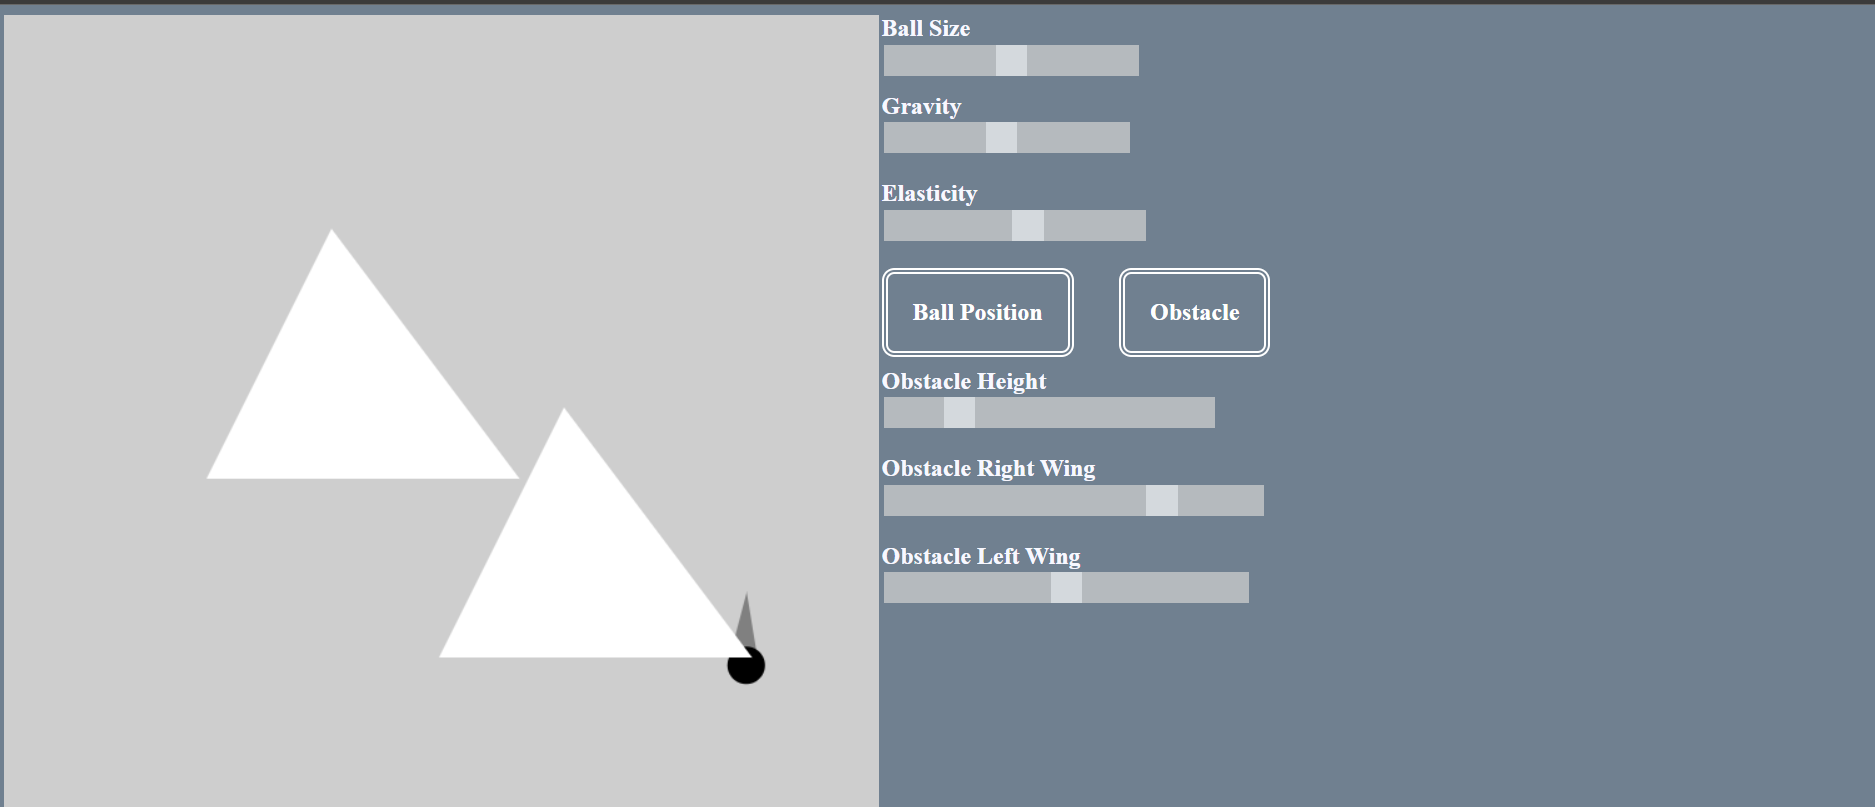 Ball Size
Gravity
Elasticity
Ball Position
Obstacle
Obstacle Height
Obstacle Right Wing
Obstacle Left Wing